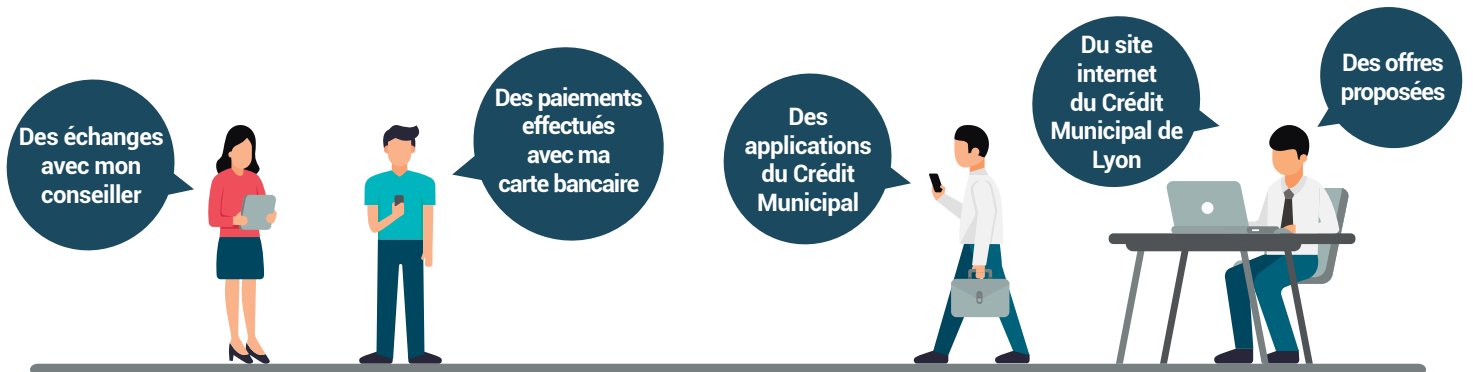 Des échanges
avec mon
conseiller
Des paiements
effectués
avec ma
carte bancaire
Des
applications
du Crédit
Municipal
Du site
internet
du Crédit
Municipal de
Lyon
Des offres
proposées